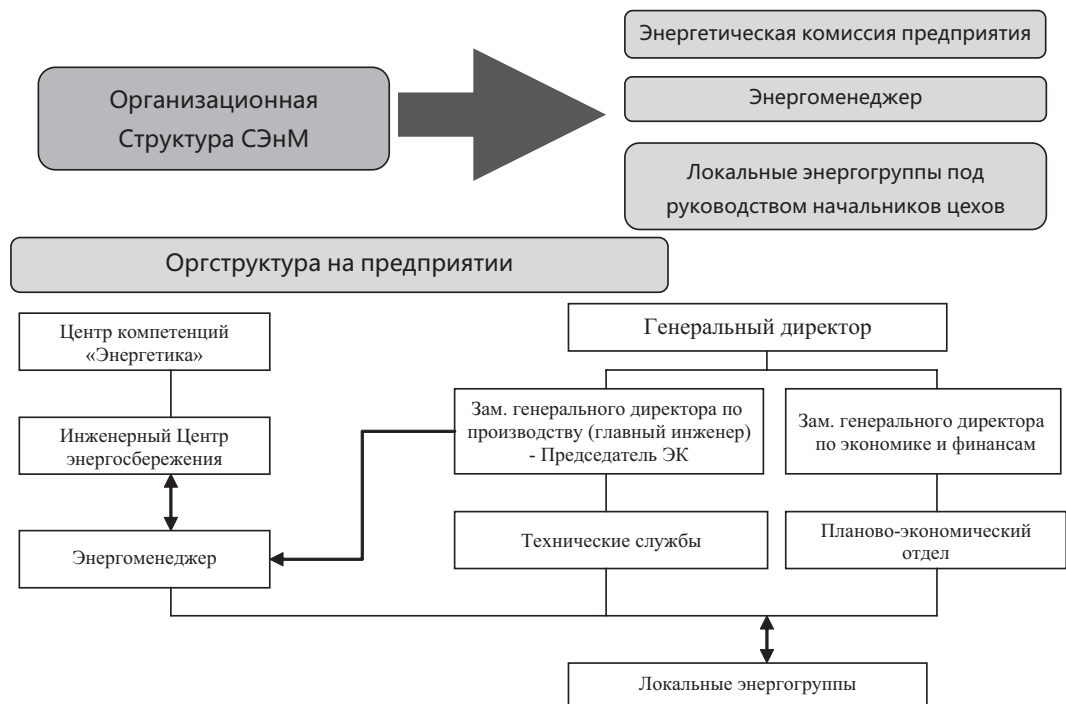 Организационная
Структура СЭнМ
Энергетическая комиссия предприятия
Энергоменеджер
Локальные энергогруппы под
руководством начальников цехов
Оргструктура на предприятии
Центр компетенций
«Энергетика»
Инженерный Центр
энергосбережения
Энергоменеджер
Генеральный директор
Зам. генерального директора по
производству (главный инженер)
- Председатель ЭК
Зам. генерального директора
по экономике и финансам
Технические службы
Планово-экономический
отдел
Локальные энергогруппы